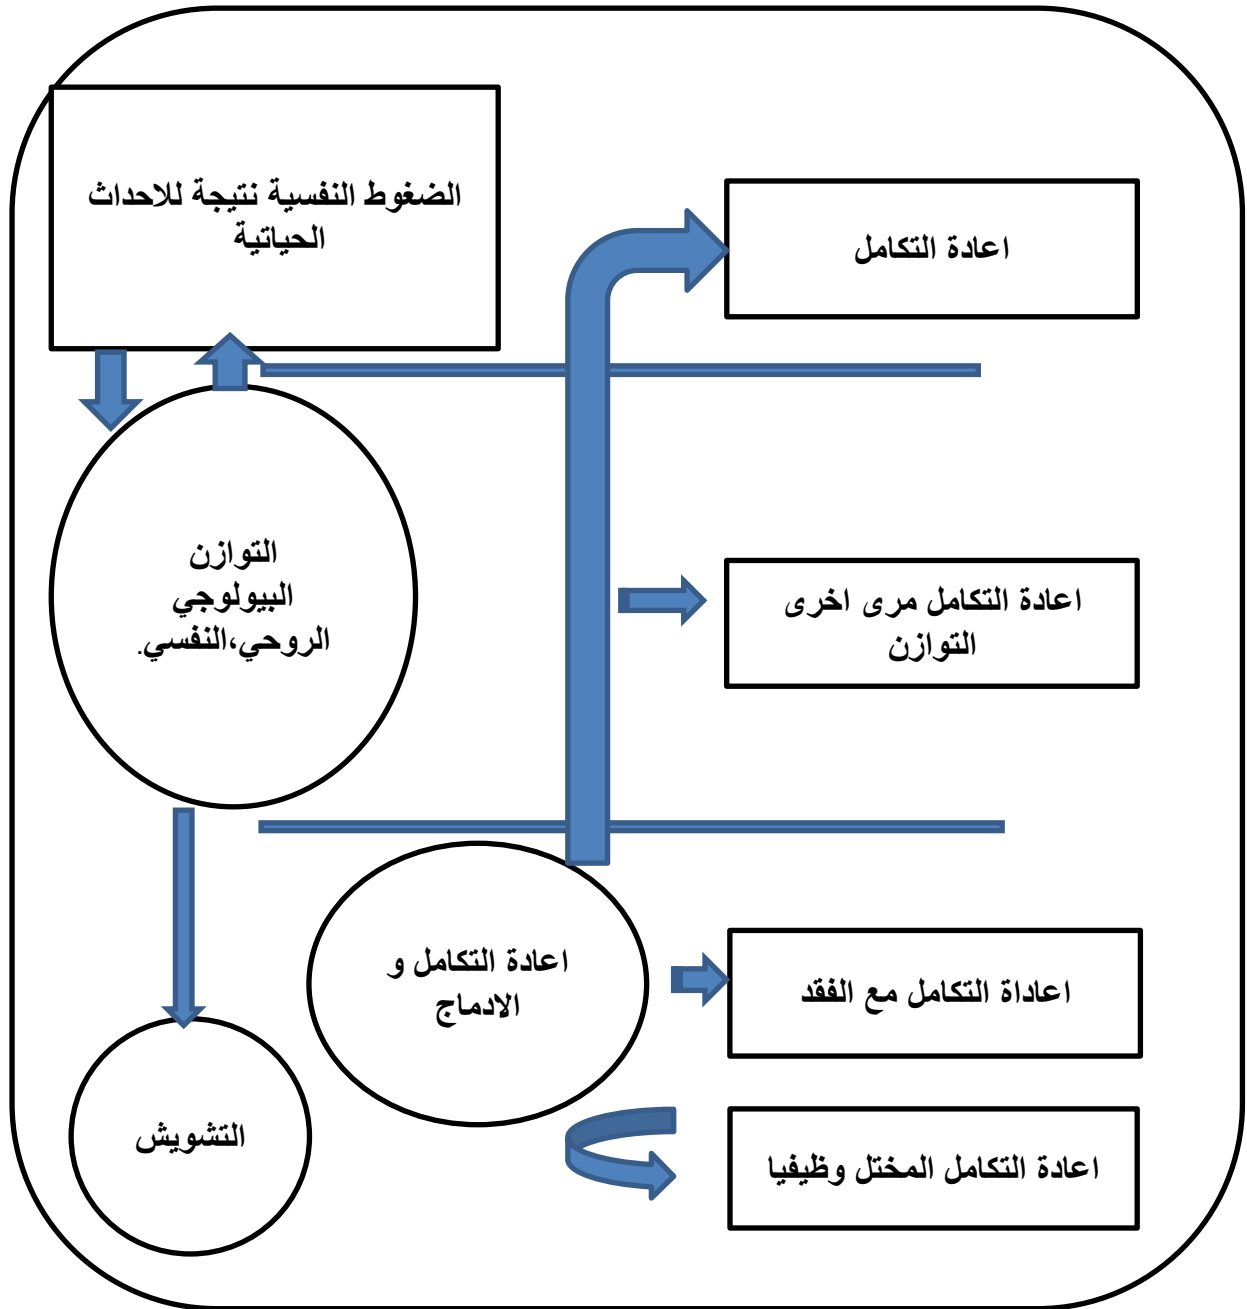 الضغوط النفسية نتيجة للاحداث
الحياتية
اعادة التكامل
التوازن
البيولوجي
الروحي،النفسي.
اعادة التكامل مرى اخرى
التوازن
اعادة التكامل و
الادماج
اعاداة التكامل مع الفقد
التشويش
اعادة التكامل المختل وظيفيا